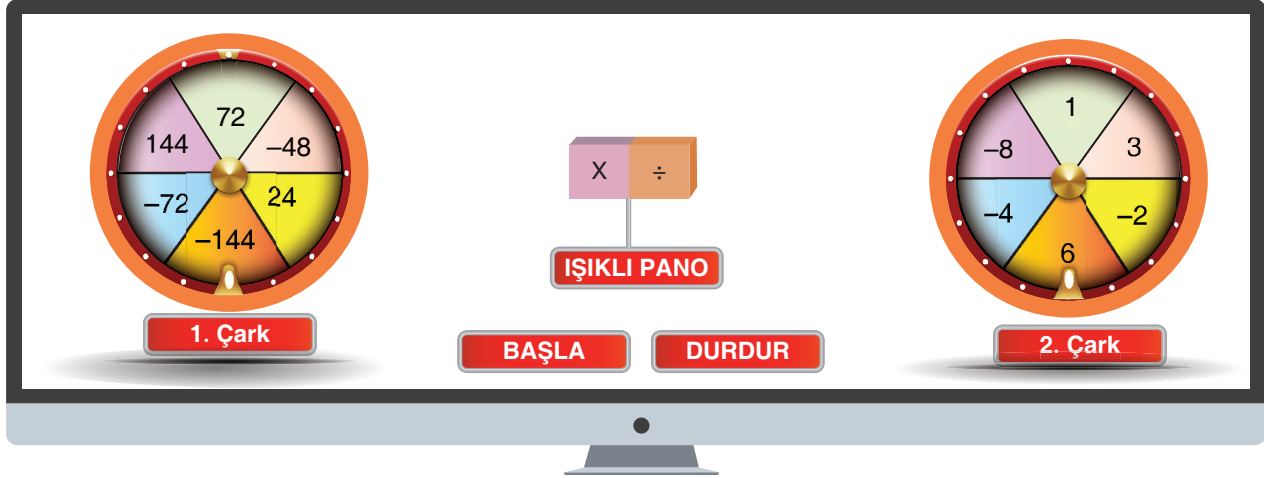 72
144
–48
–72
24
–144
1. Çark
X ÷
IŞIKLI PANO
BAŞLA
DURDUR
1
–8
3
–4
–2
6
2. Çark